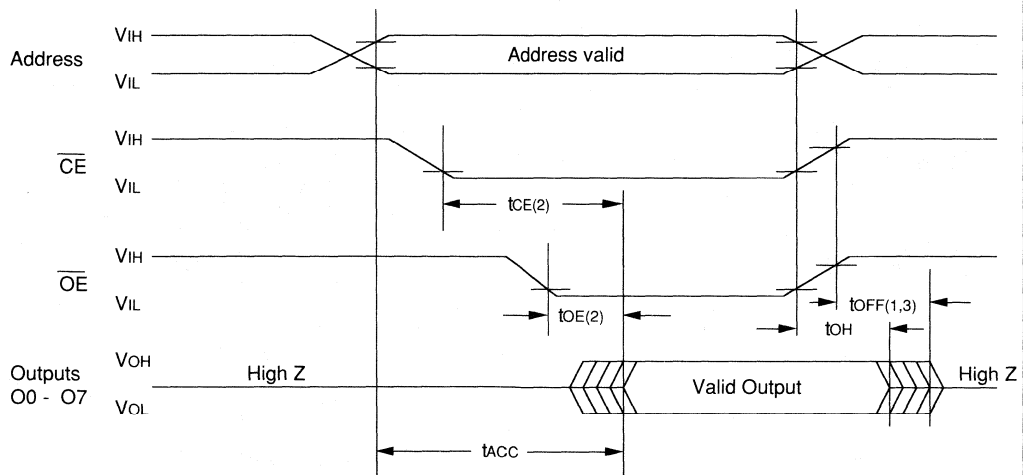 Address
VIH
VIL
Address valid
CE
VIH
VIL
tCE(2)
OE
VIH
VIL
tOE(2)
tOFF(1,3)
tOH
Outputs
O0 - O7
VOH
VOL
High Z
Valid Output
High Z
tACC